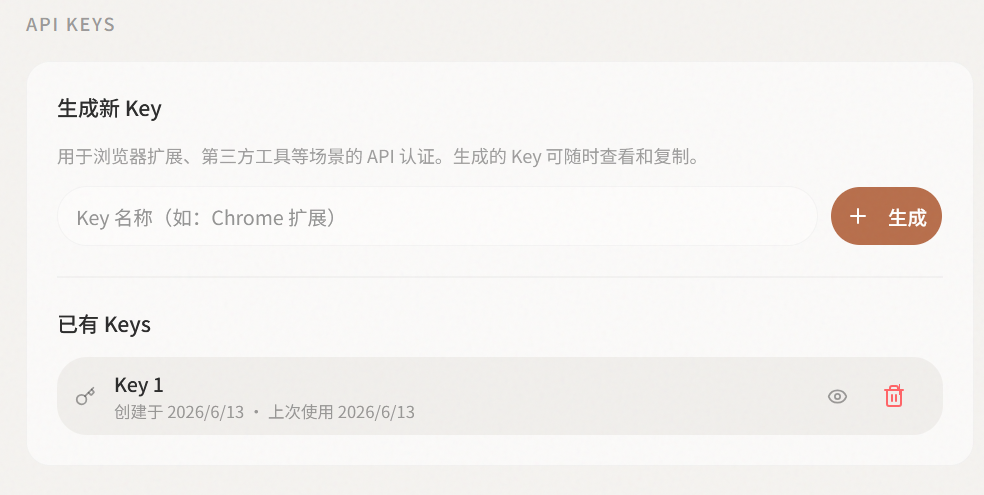 API KEYS
生成新 Key
用于浏览器扩展、第三方工具等场景的 API 认证。生成的 Key 可随时查看和复制。
Key 名称（如：Chrome 扩展）
生成
已有 Keys
Key 1
创建于 2026/6/13 · 上次使用 2026/6/13